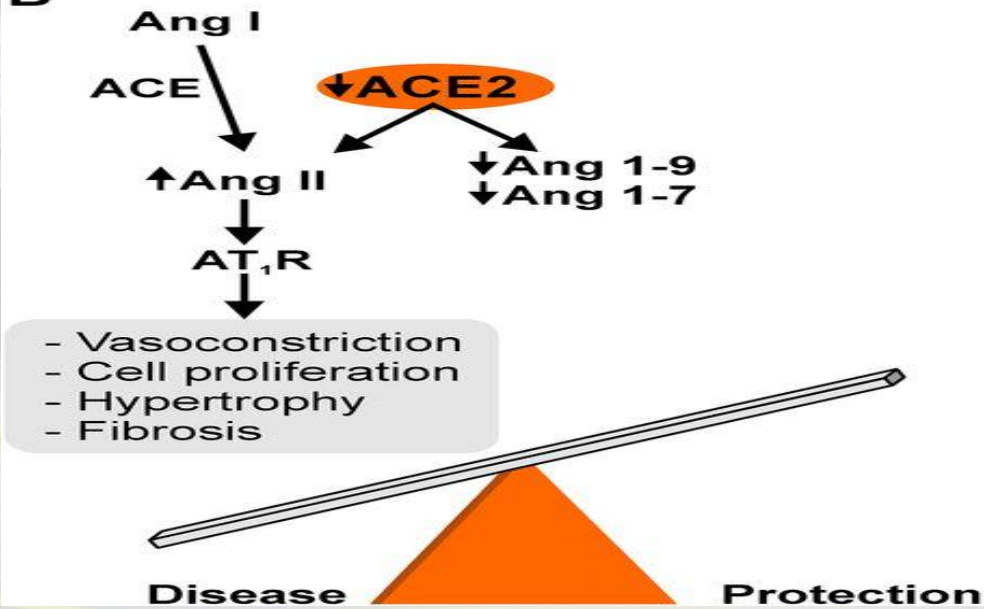 Ang I
ACE
↓ACE2
↑Ang II
↓Ang 1-9
↓Ang 1-7
AT₁R
- Vasoconstriction
- Cell proliferation
- Hypertrophy
- Fibrosis
Disease
Protection